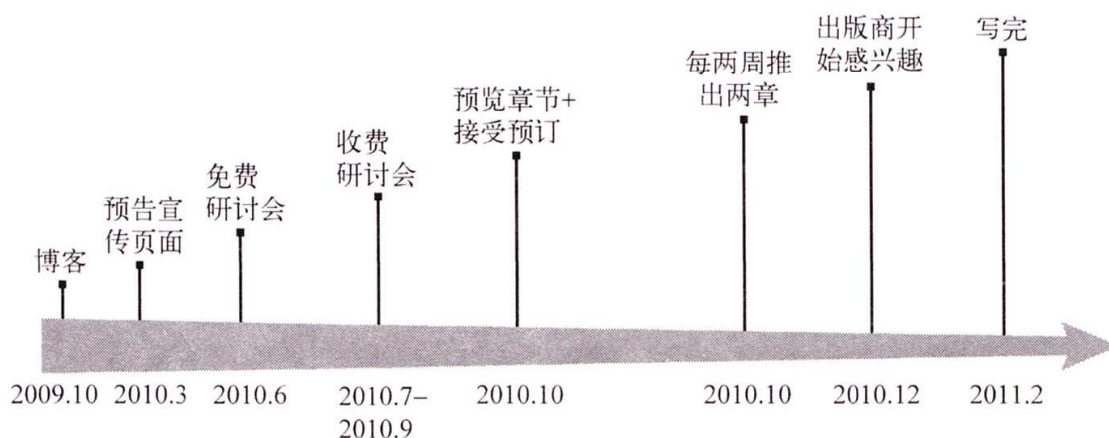 博客
预告宣
传页面
免费
研讨会
收费
研讨会
预览章节+
接受预订
每两周推
出两章
出版商开
始感兴趣
写完
2009.10
2010.3
2010.6
2010.7–
2010.9
2010.10
2010.10
2010.12
2011.2